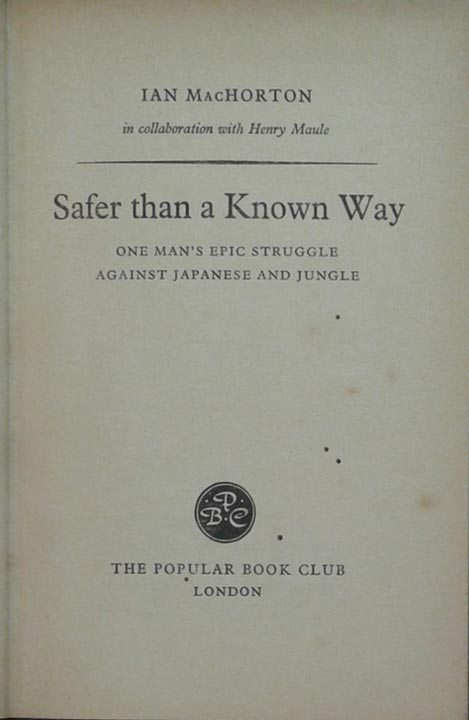 IAN MACHORTON
in collaboration with Henry Maule
Safer than a Known Way
ONE MAN'S EPIC STRUGGLE
AGAINST JAPANESE AND JUNGLE
P
B·C
THE POPULAR BOOK CLUB
LONDON